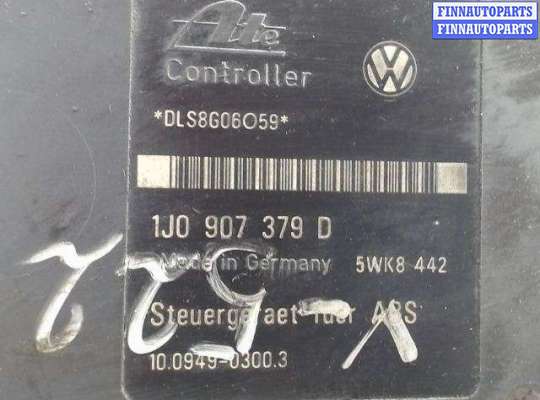 FINNAUTOPARTS
FINNAUTOPARTS
Ate
Controller
*DLS8G06O59*
1J0 907 379 D
Made in Germany 5WK8 442
Steuergeraet fuer ABS
10.0949-0300.3